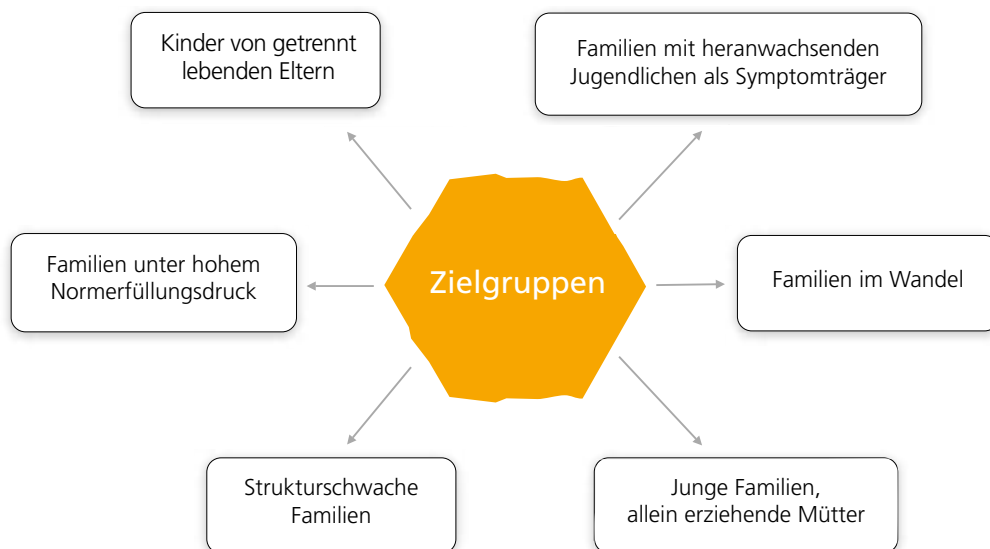 Kinder von getrennt
lebenden Eltern
Familien mit heranwachsenden
Jugendlichen als Symptomträger
Familien unter hohem
Normerfüllungsdruck
Zielgruppen
Familien im Wandel
Strukturschwache
Familien
Junge Familien,
allein erziehende Mütter